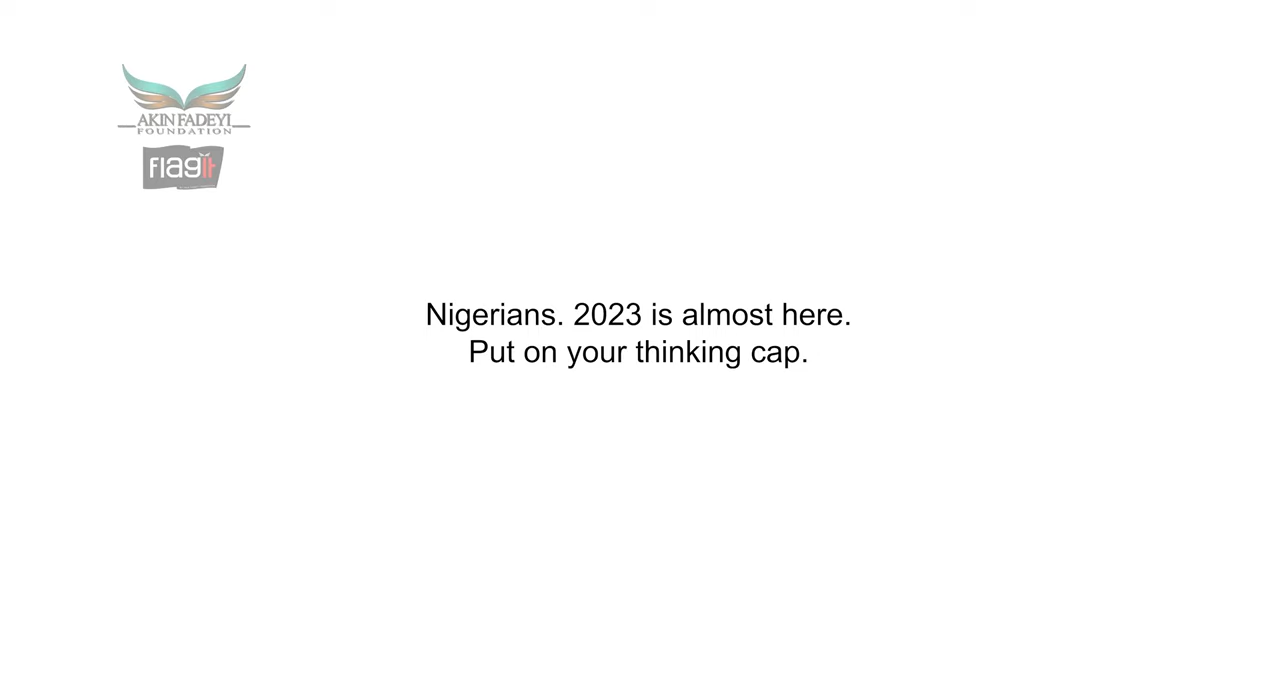 AKIN FADEYI
FOUNDATION
flagit
Nigerians. 2023 is almost here.
Put on your thinking cap.